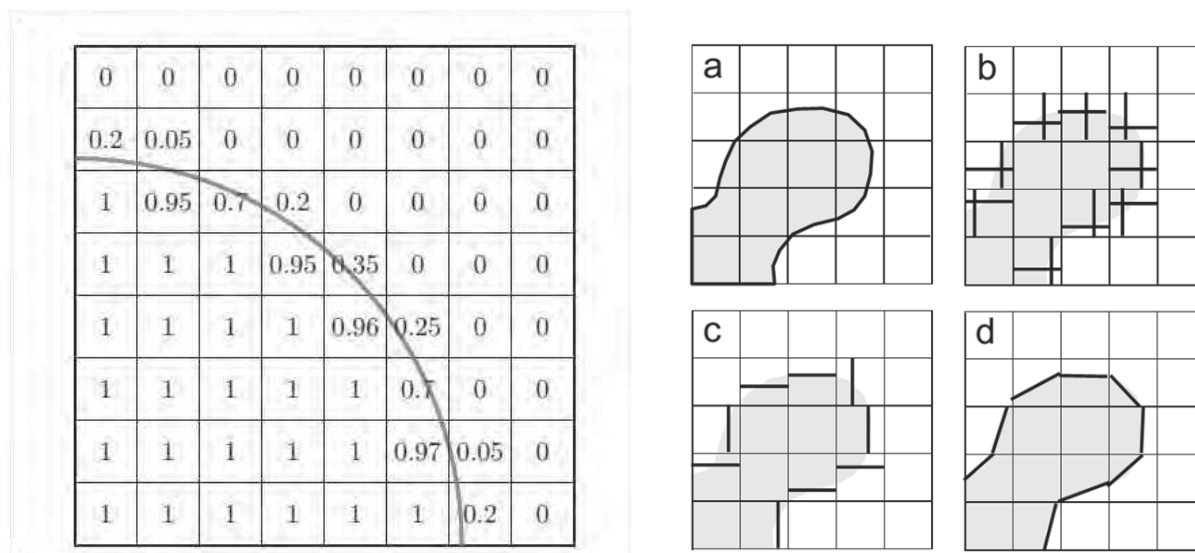 0 0 0 0 0 0 0 0
0.2 0.05 0 0 0 0 0 0
1 0.95 0.7 0.2 0 0 0 0
1 1 1 0.95 0.35 0 0 0
1 1 1 1 0.96 0.25 0 0
1 1 1 1 1 0.7 0 0
1 1 1 1 1 0.97 0.05 0
1 1 1 1 1 1 0.2 0
a b
c d